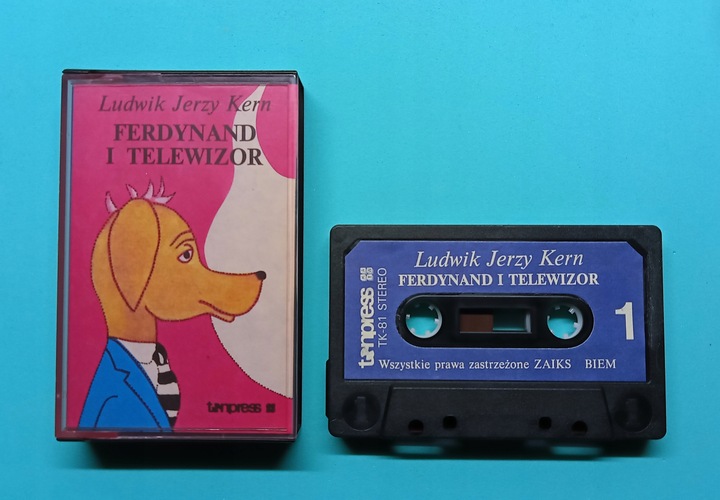 Ludwik Jerzy Kern
FERDYNAND
I TELEWIZOR
tonpress
Ludwik Jerzy Kern
FERDYNAND I TELEWIZOR
tonpress
TK-81 STEREO
1
Wszystkie prawa zastrzeżone ZAIKS BIEM